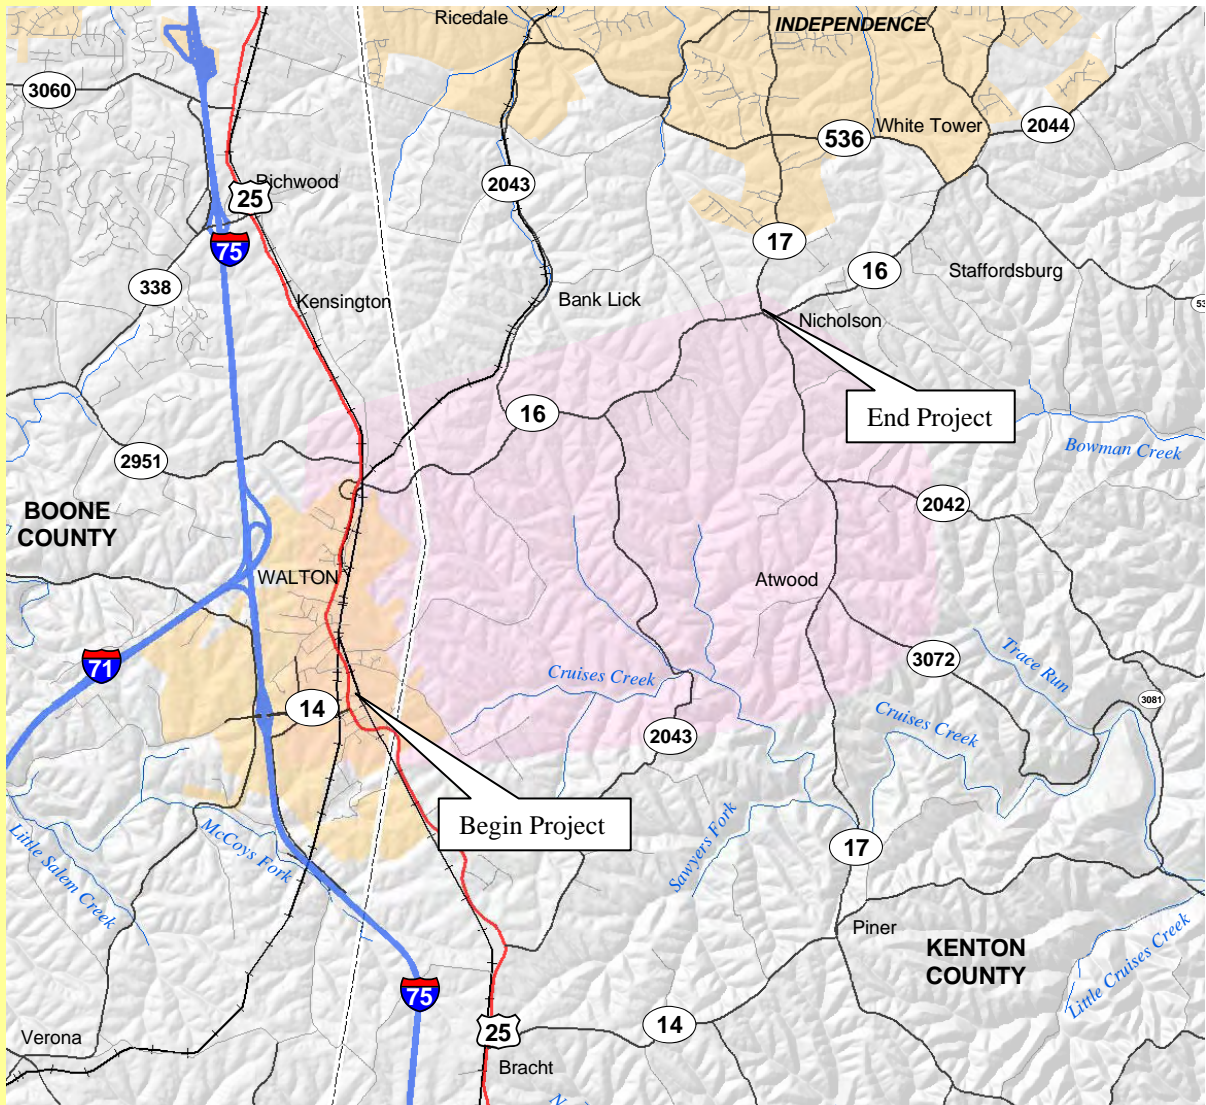 Ricedale
INDEPENDENCE
3060
536
White Tower
2044
2043
Richwood
25
17
75
16
Staffordsburg
338
Kensington
Bank Lick
Nicholson
16
End Project
2951
Bowman Creek
BOONE
COUNTY
2042
WALTON
Atwood
71
3072
Trace Run
Cruises Creek
3081
14
Cruises Creek
2043
Begin Project
McCoys Fork
Sawyers Fork
17
Little Salem Creek
Piner
KENTON
COUNTY
Little Cruises Creek
75
14
25
Verona
Bracht